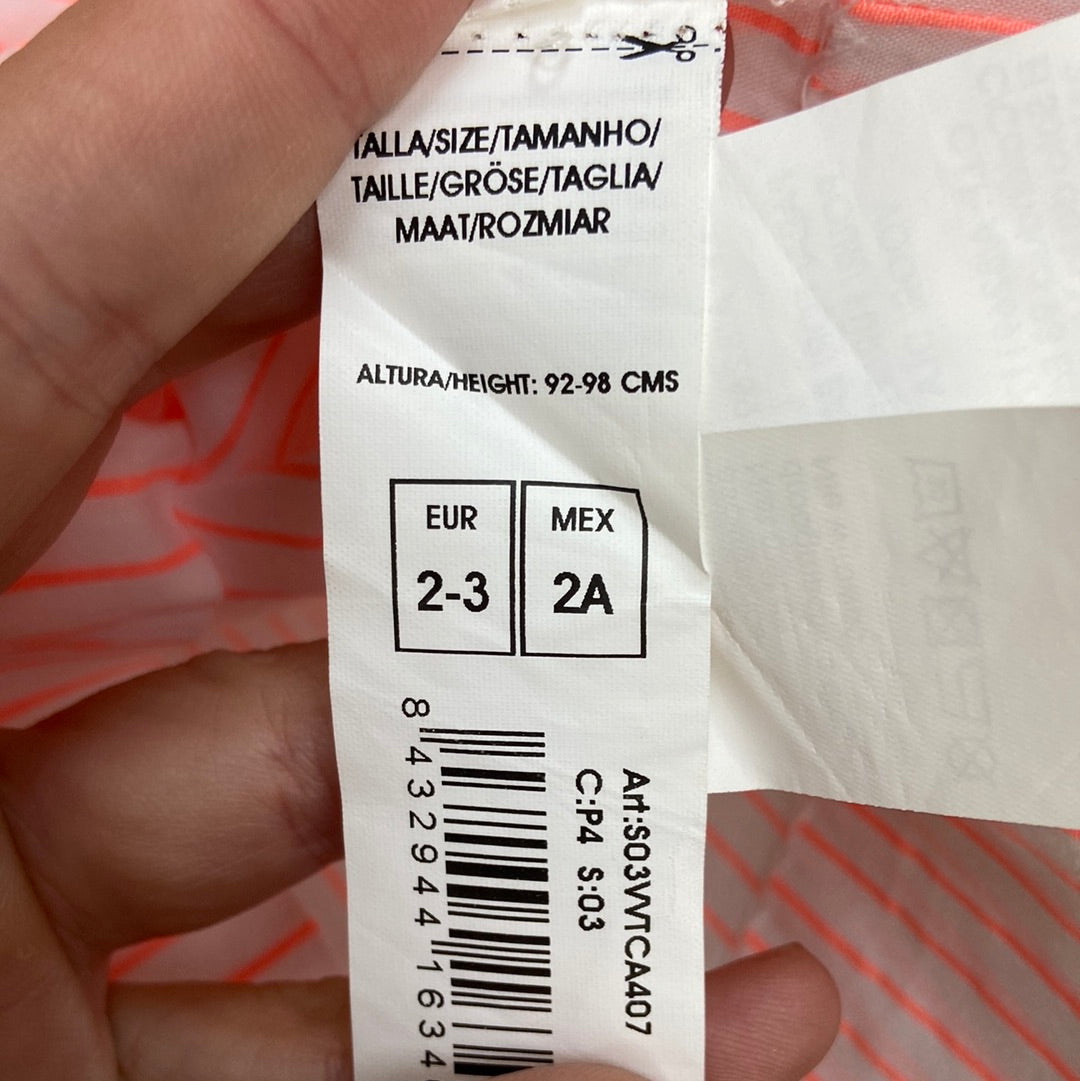 TALLA/SIZE/TAMANHO/
TAILLE/GRÖSE/TAGLIA/
MAAT/ROZMIAR
ALTURA/HEIGHT: 92-98 CMS
EUR
2-3
MEX
2A
8 432944 1634
Art:S03VVTCA407
C:P4 S:03